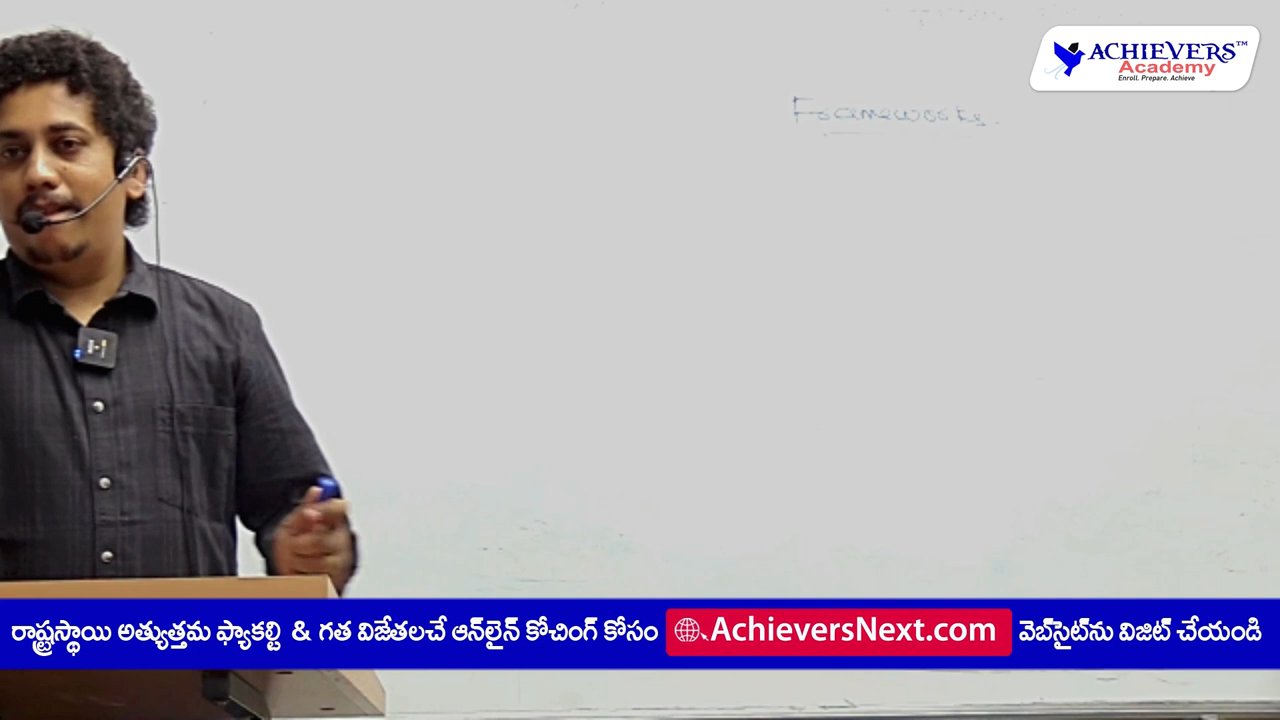 ACHIEVERS™
Academy
Enroll. Prepare. Achieve
Frameworks.
రాష్ట్రస్థాయి అత్యుత్తమ ఫ్యాకల్టి & గత విజేతలచే ఆన్‌లైన్ కోచింగ్ కోసం AchieversNext.com వెబ్‌సైట్‌ను విజిట్ చేయండి